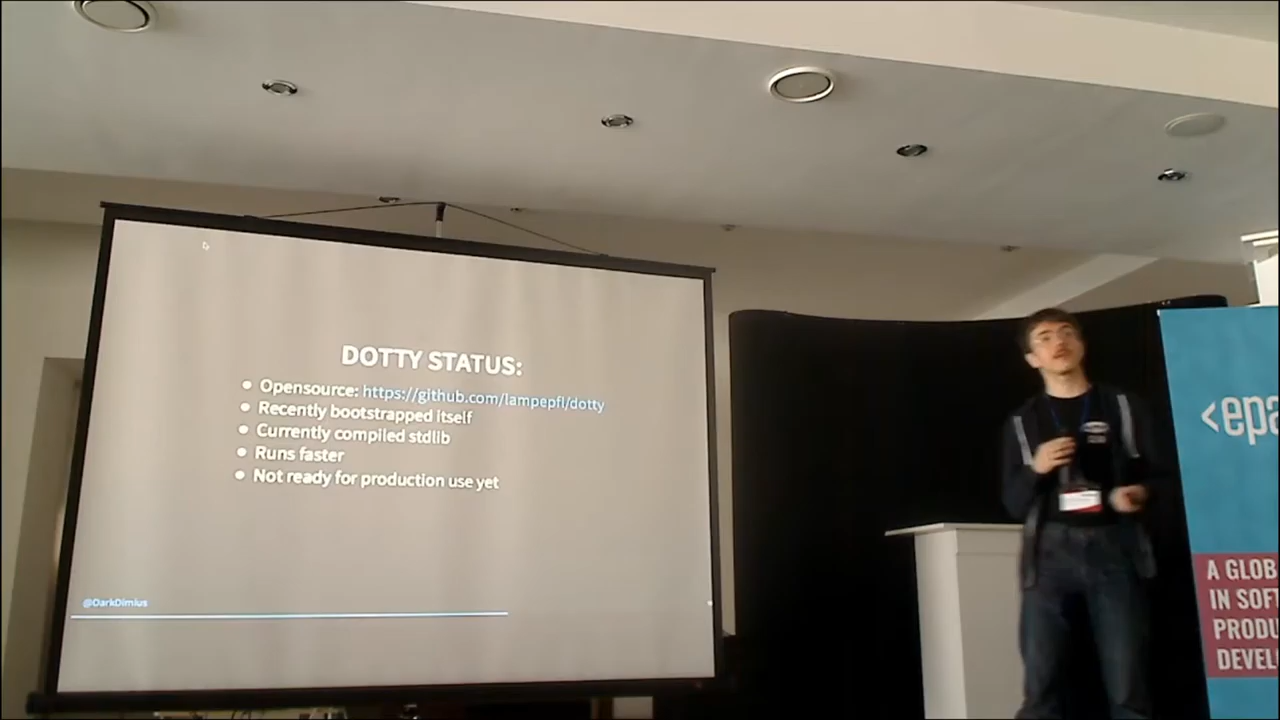 DOTTY STATUS:
Opensource: https://github.com/lampepfl/dotty
Recently bootstrapped itself
Currently compiled stdlib
Runs faster
Not ready for production use yet
@DarkDimius
<epa
A GLOB
IN SOFT
PRODU
DEVEL